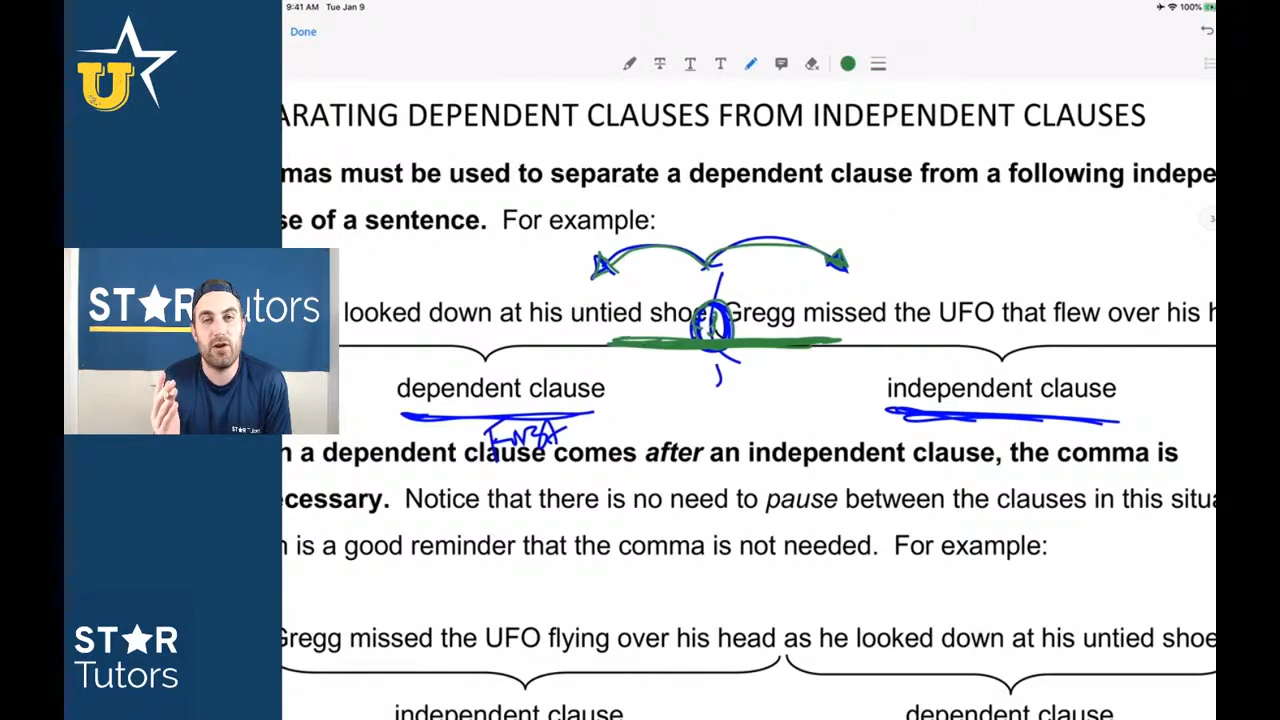 9:41 AM Tue Jan 9
100%
Done
U
ARATING DEPENDENT CLAUSES FROM INDEPENDENT CLAUSES
mas must be used to separate a dependent clause from a following indepe
se of a sentence. For example:
looked down at his untied shoe, Gregg missed the UFO that flew over his h
dependent clause
independent clause
n a dependent clause comes after an independent clause, the comma is
ecessary. Notice that there is no need to pause between the clauses in this situa
n is a good reminder that the comma is not needed. For example:
Gregg missed the UFO flying over his head as he looked down at his untied shoe
independent clause
dependent clause
STAR Tutors
STAR
Tutors